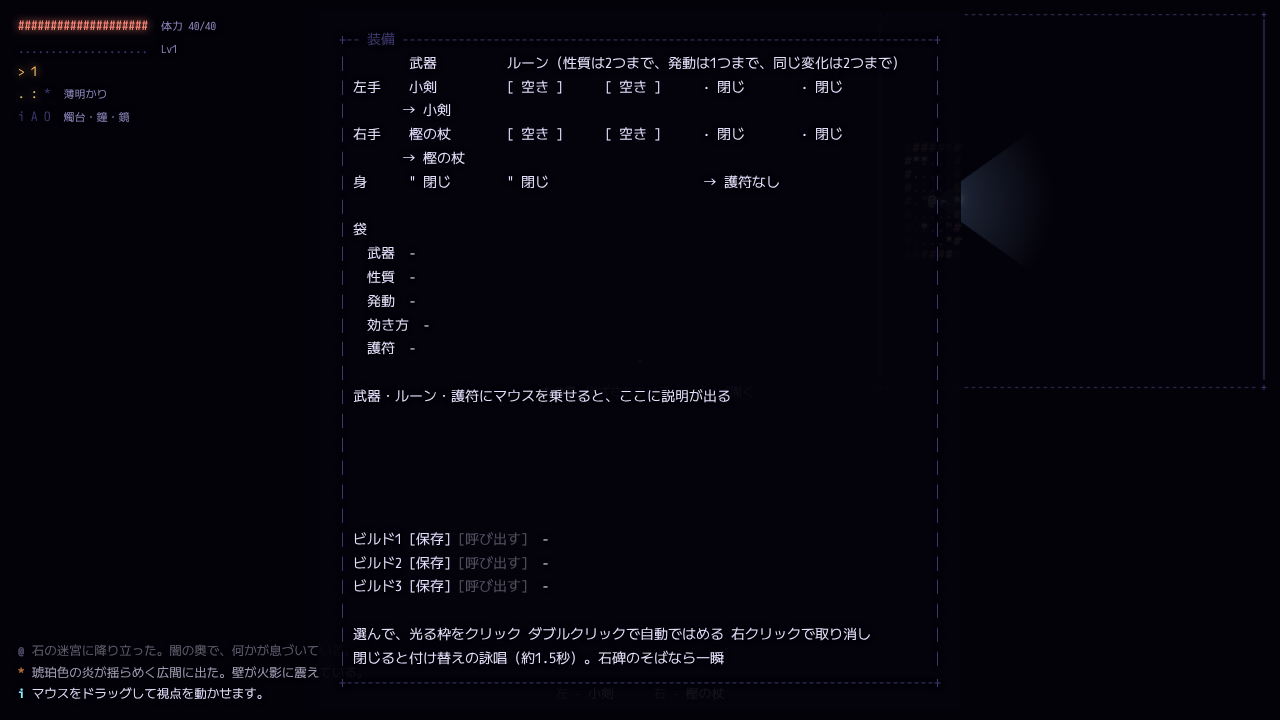 #################### 体力 40/40
.................... Lv1
> 1
. : * 薄明かり
i A O 燭台・鐘・鏡
装備
武器 ルーン（性質は2つまで、発動は1つまで、同じ変化は2つまで）
左手 小剣 [ 空き ] [ 空き ] · 閉じ · 閉じ
→ 小剣
右手 樫の杖 [ 空き ] [ 空き ] · 閉じ · 閉じ
→ 樫の杖
身 " 閉じ " 閉じ → 護符なし
袋
武器 -
性質 -
発動 -
効き方 -
護符 -
武器・ルーン・護符にマウスを乗せると、ここに説明が出る
ビルド1 [保存] [呼び出す] -
ビルド2 [保存] [呼び出す] -
ビルド3 [保存] [呼び出す] -
選んで、光る枠をクリック ダブルクリックで自動ではめる 右クリックで取り消し
閉じると付け替えの詠唱（約1.5秒）。石碑のそばなら一瞬
@ 石の迷宮に降り立った。闇の奥で、何かが息づいて
* 琥珀色の炎が揺らめく広間に出た。壁が火影に震えている。
i マウスをドラッグして視点を動かせます。
左 - 小剣 右 - 樫の杖